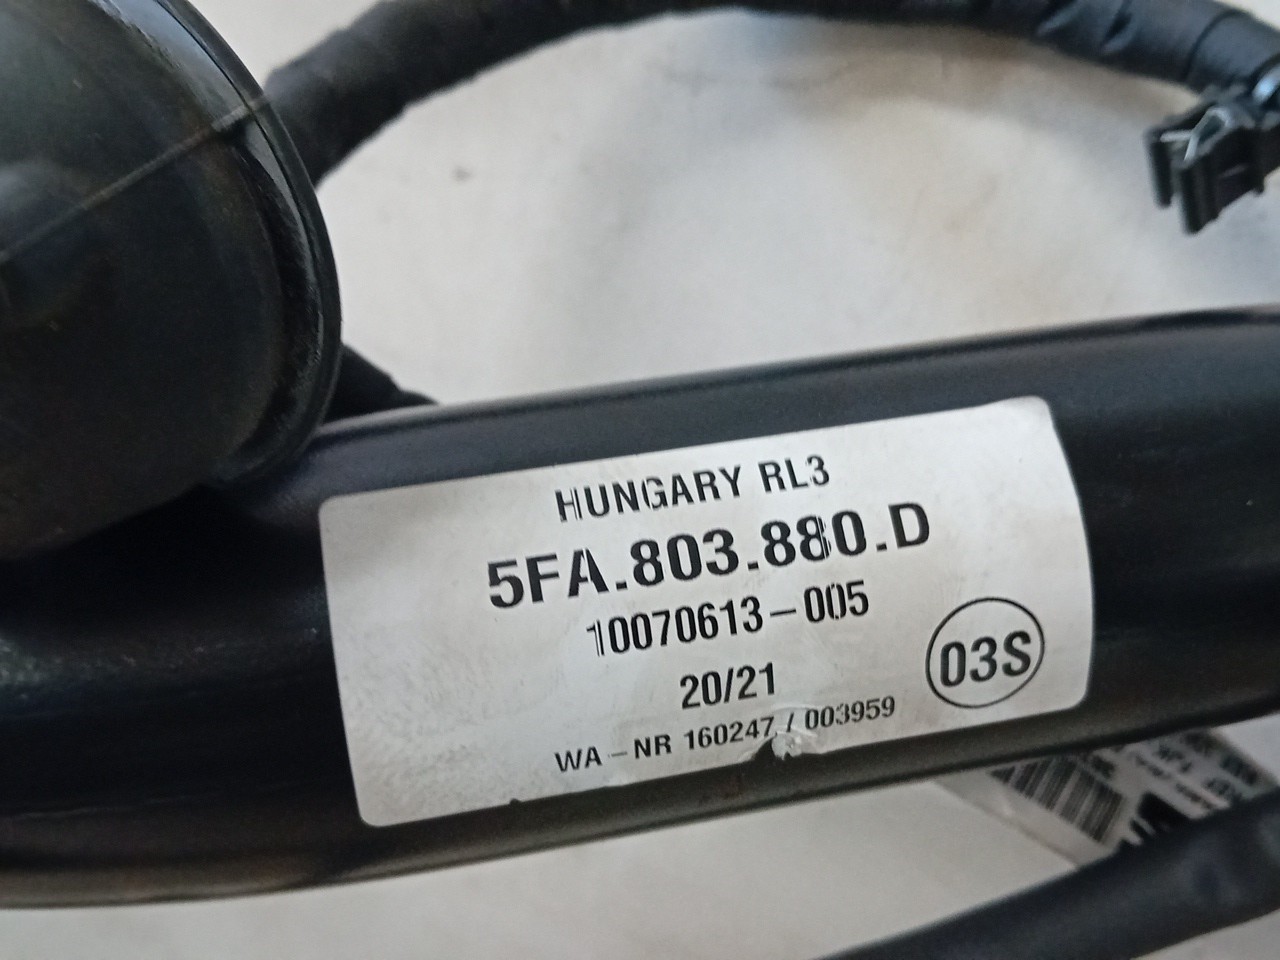 HUNGARY RL3
5FA.803.880.D
10070613-005
20/21
03S
WA-NR 160247 / 003959